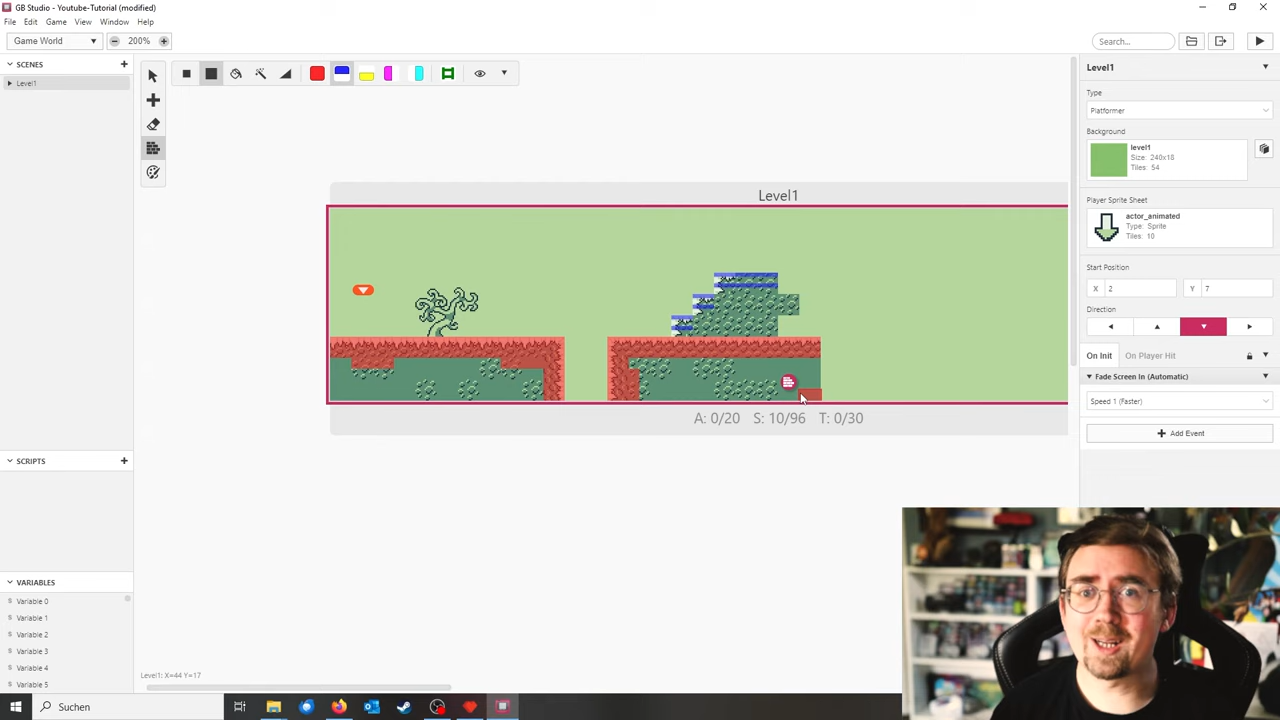 GB Studio - Youtube-Tutorial (modified)
File Edit Game View Window Help
Game World
200%
Search...
SCENES
Level1
Level1
A: 0/20 S: 10/96 T: 0/30
Level1: X=44 Y=17
SCRIPTS
VARIABLES
Variable 0
Variable 1
Variable 2
Variable 3
Variable 4
Variable 5
Level1
Type
Platformer
Background
level1
Size: 240x18
Tiles: 54
Player Sprite Sheet
actor_animated
Type: Sprite
Tiles: 10
Start Position
X 2 Y 7
Direction
On Init On Player Hit
Fade Screen In (Automatic)
Speed 1 (Faster)
Add Event
Suchen